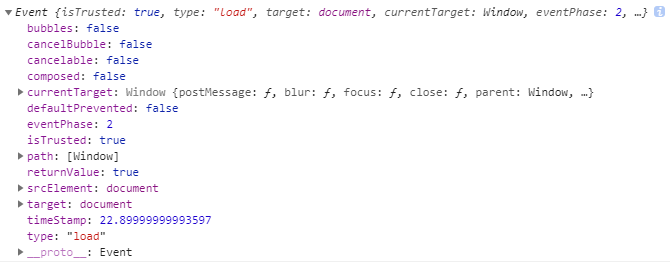 ▼Event {isTrusted: true, type: "load", target: document, currentTarget: Window, eventPhase: 2, …} i
bubbles: false
cancelBubble: false
cancelable: false
composed: false
▶currentTarget: Window {postMessage: ƒ, blur: ƒ, focus: ƒ, close: ƒ, parent: Window, …}
defaultPrevented: false
eventPhase: 2
isTrusted: true
▶path: [Window]
returnValue: true
▶srcElement: document
▶target: document
timeStamp: 22.89999999993597
type: "load"
▶__proto__: Event